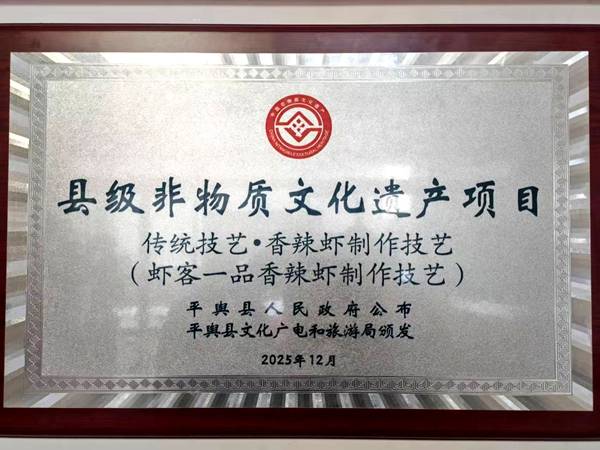 县级非物质文化遗产项目
传统技艺·香辣虾制作技艺
（虾客一品香辣虾制作技艺）
平舆县人民政府公布
平舆县文化广电和旅游局颁发
2025年12月